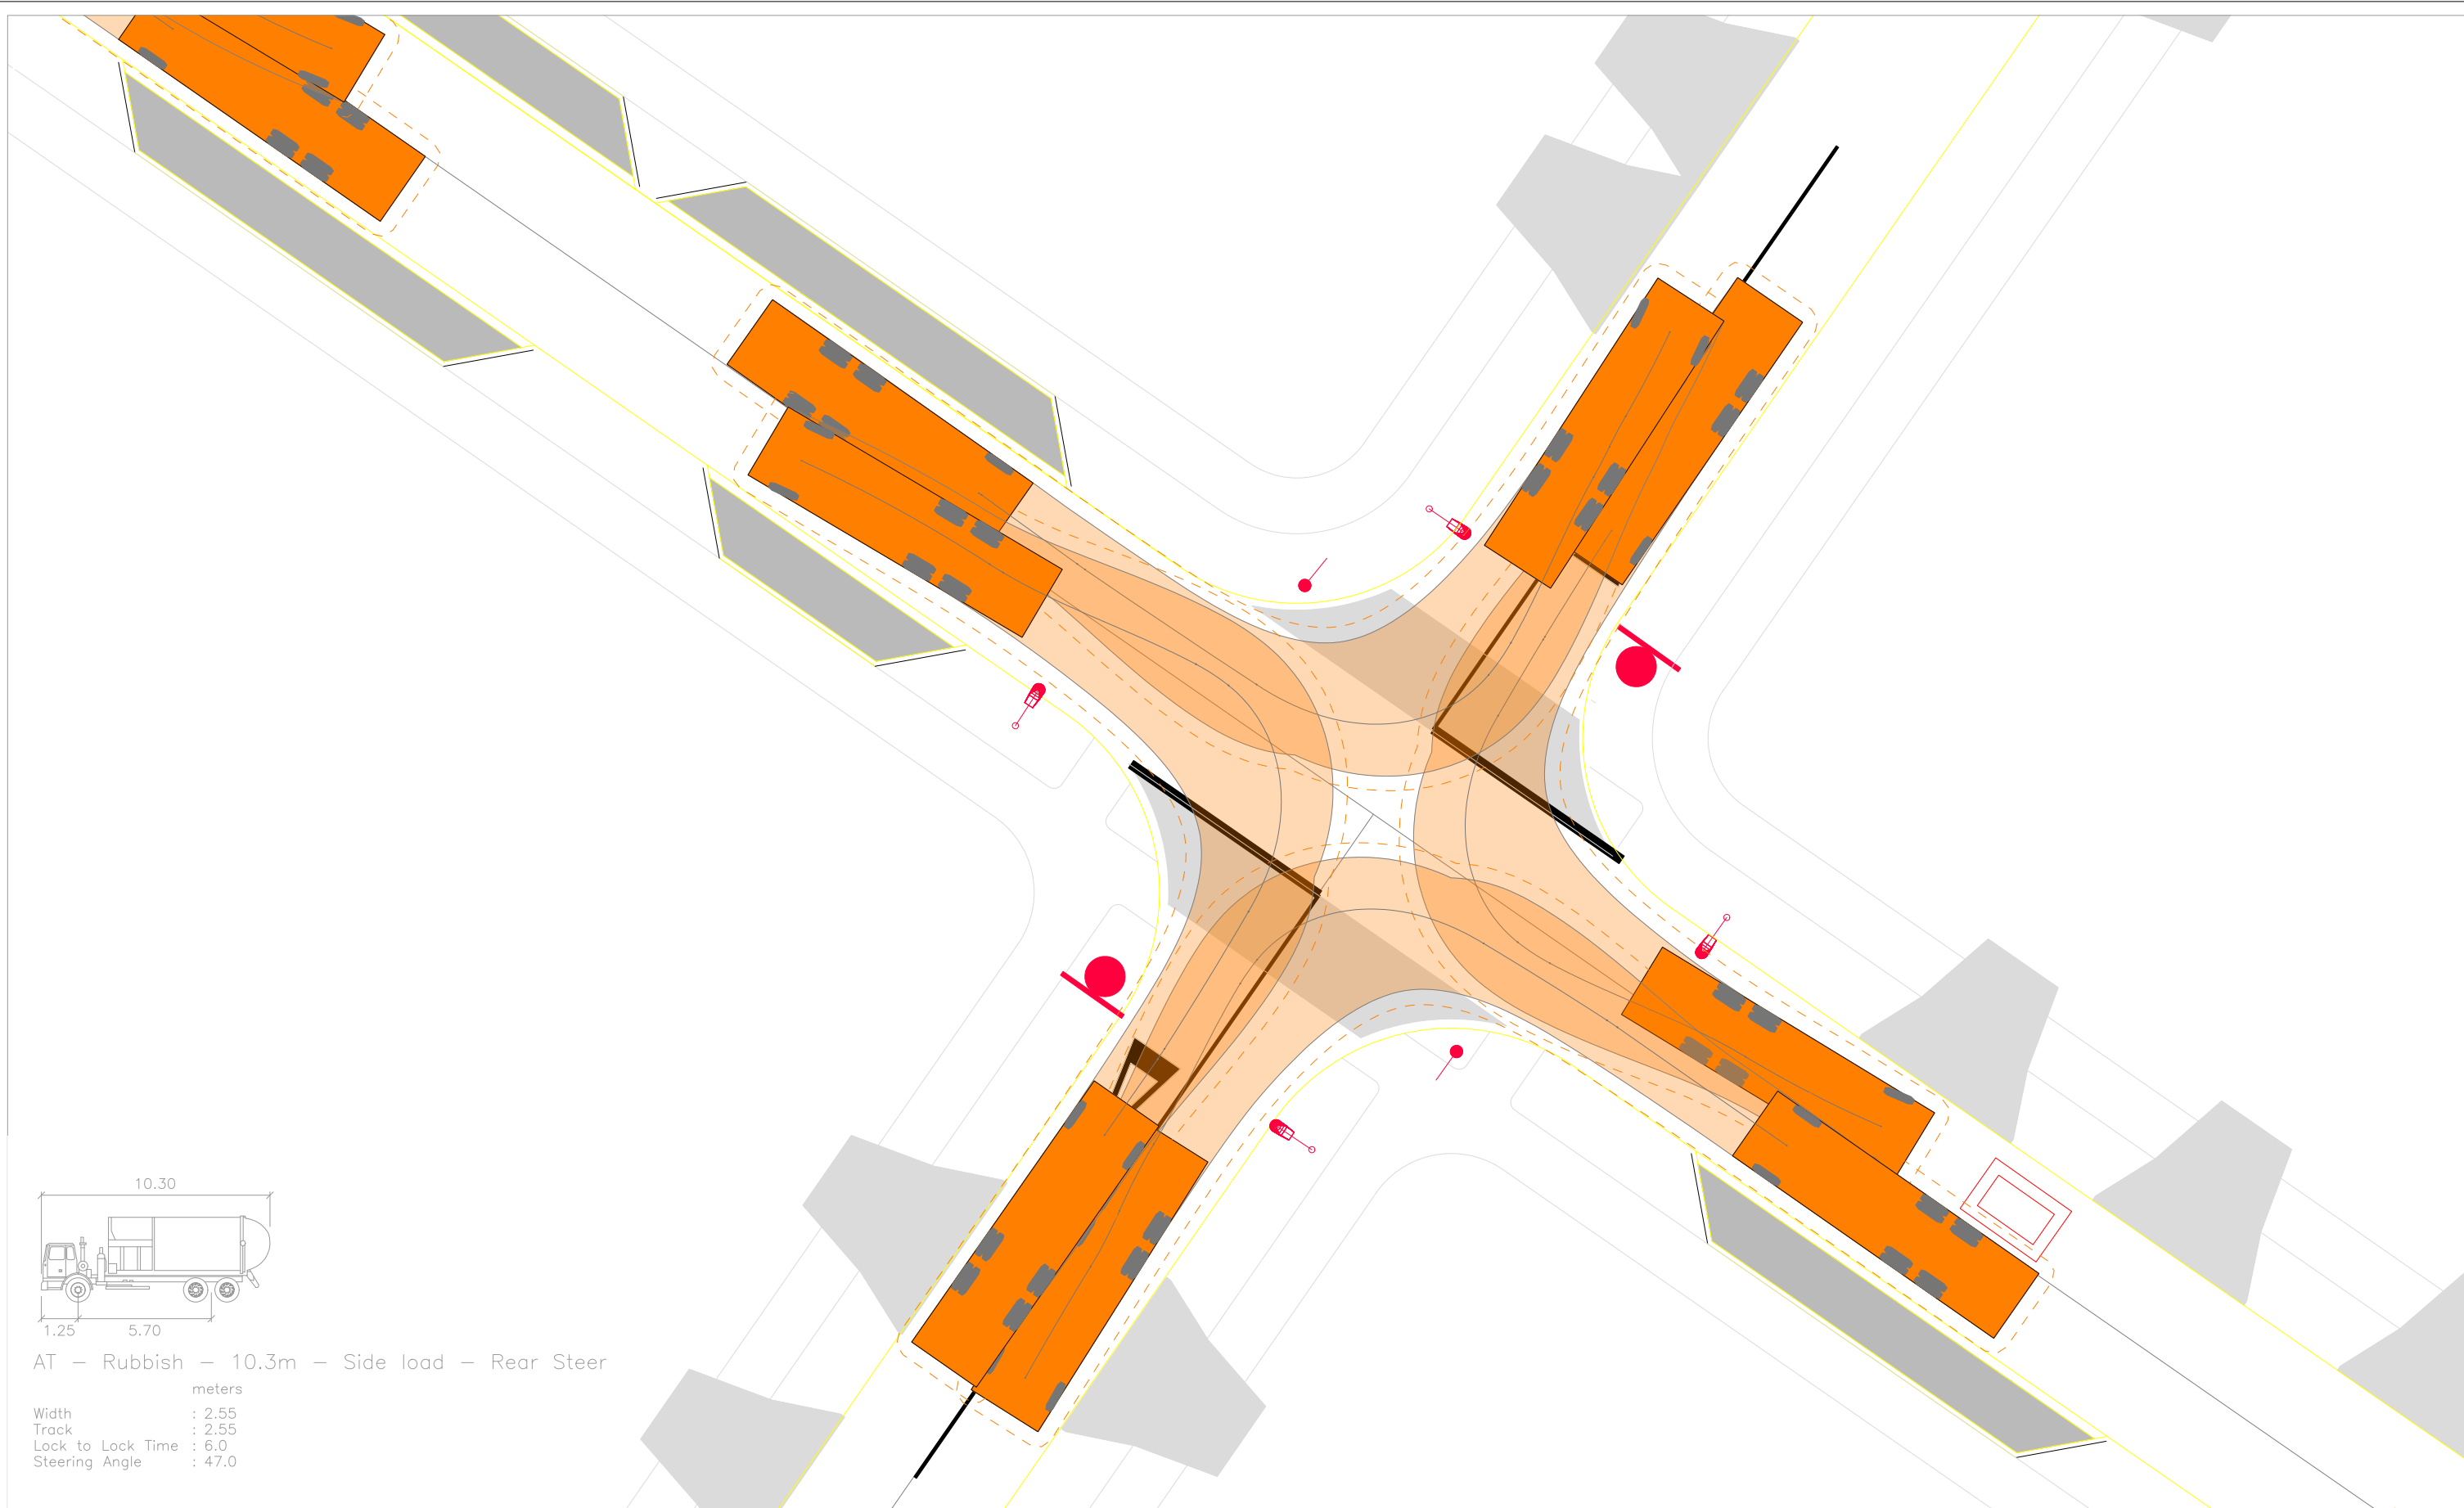 10.30
1.25 5.70
AT - Rubbish - 10.3m - Side load - Rear Steer
meters
Width : 2.55
Track : 2.55
Lock to Lock Time : 6.0
Steering Angle : 47.0